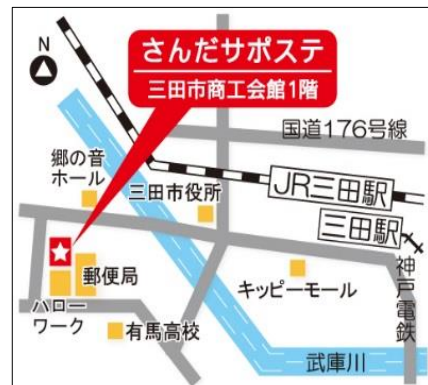 N
さんだサポステ
三田市商工会館1階
国道176号線
郷の音
ホール
三田市役所
JR三田駅
三田駅
神戸電鉄
郵便局
ハロー
ワーク
キッピーモール
有馬高校
武庫川